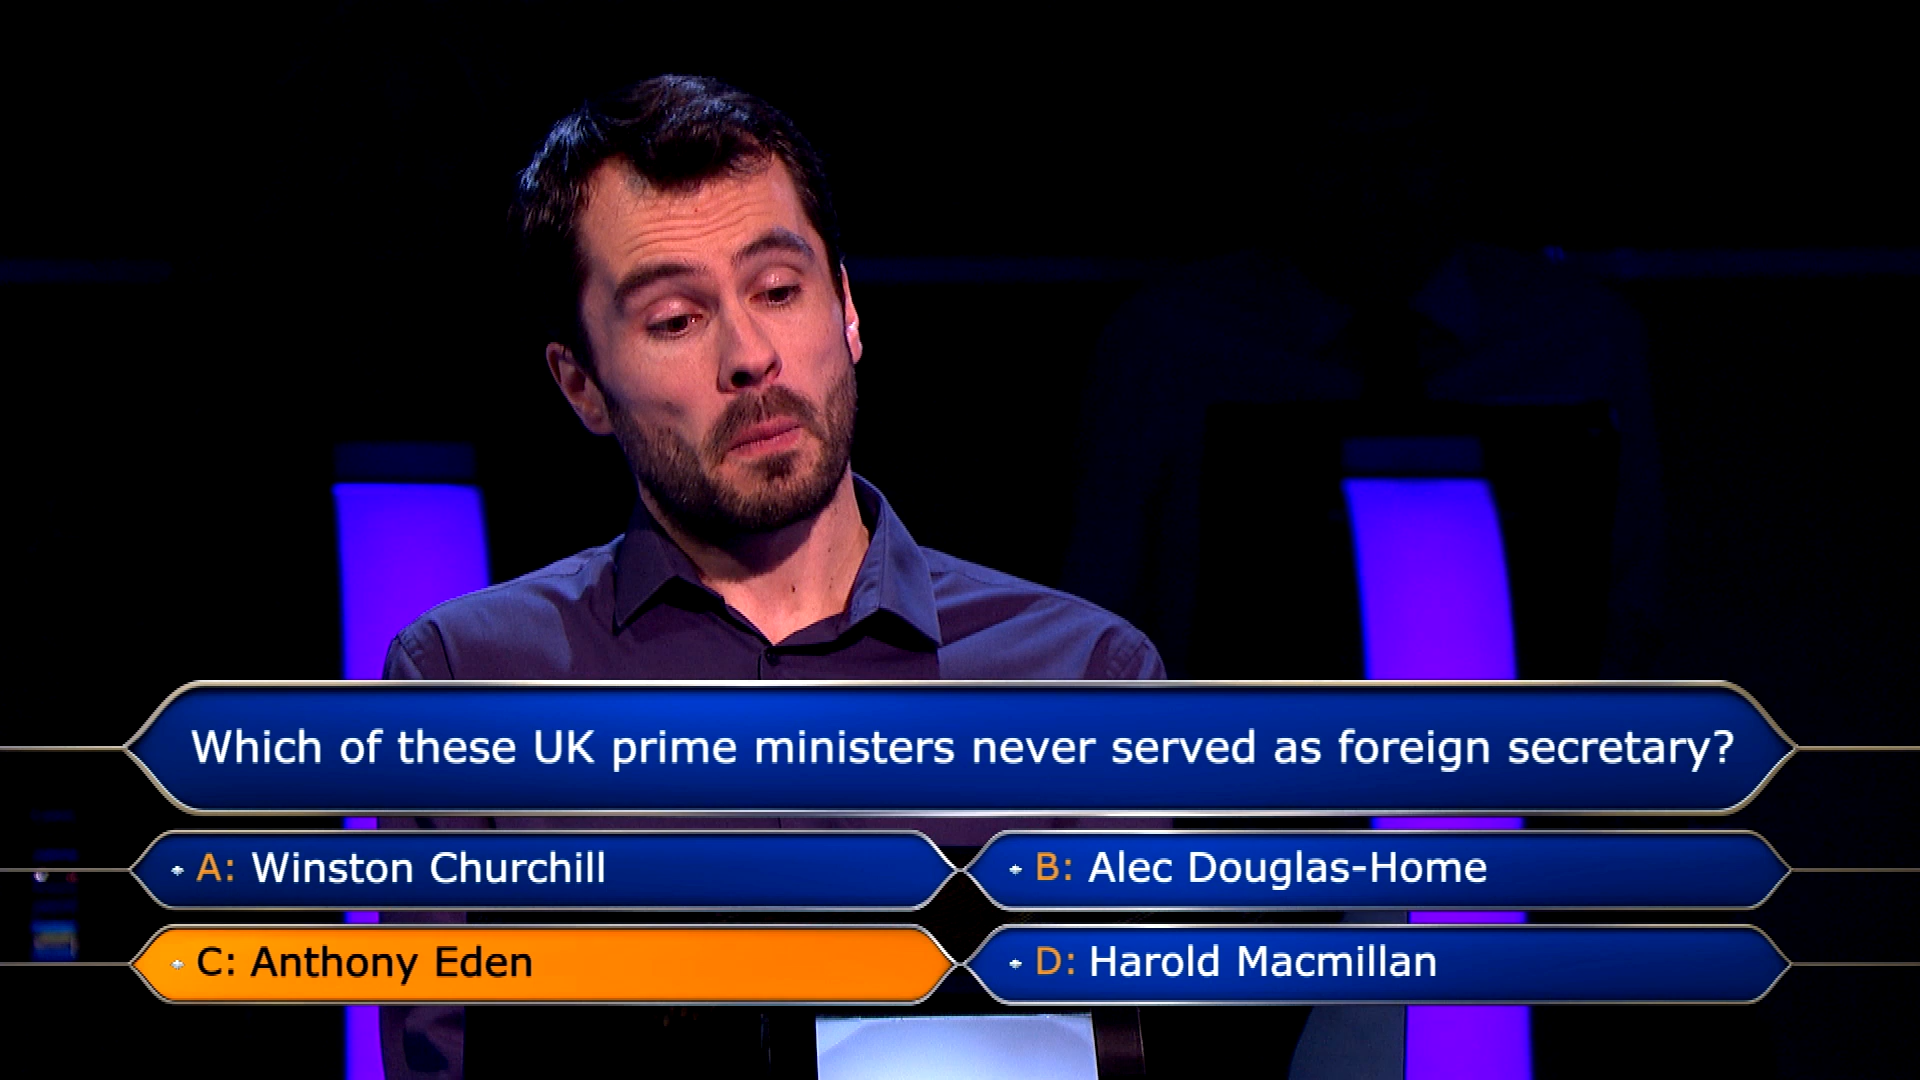 Which of these UK prime ministers never served as foreign secretary?
A: Winston Churchill
B: Alec Douglas-Home
C: Anthony Eden
D: Harold Macmillan